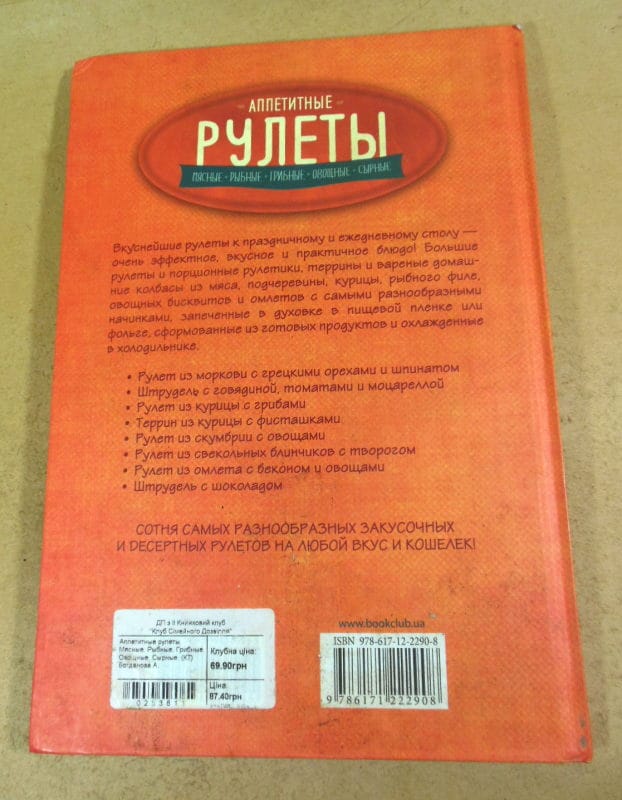 АППЕТИТНЫЕ
РУЛЕТЫ
МЯСНЫЕ • РЫБНЫЕ • ГРИБНЫЕ • ОВОЩНЫЕ • СЫРНЫЕ
Вкуснейшие рулеты к праздничному и ежедневному столу —
очень эффектное, вкусное и практичное блюдо! Большие
рулеты и порционные рулетики, террины и вареные домаш-
ние колбасы из мяса, подчеревины, курицы, рыбного филе,
овощных бисквитов и омлетов с самыми разнообразными
начинками, запеченные в духовке в пищевой пленке или
фольге, сформованные из готовых продуктов и охлажденные
в холодильнике.
• Рулет из моркови с грецкими орехами и шпинатом
• Штрудель с говядиной, томатами и моцареллой
• Рулет из курицы с грибами
• Террин из курицы с фисташками
• Рулет из скумбрии с овощами
• Рулет из свекольных блинчиков с творогом
• Рулет из омлета с беконом и овощами
• Штрудель с шоколадом
СОТНЯ САМЫХ РАЗНООБРАЗНЫХ ЗАКУСОЧНЫХ
И ДЕСЕРТНЫХ РУЛЕТОВ НА ЛЮБОЙ ВКУС И КОШЕЛЕК!
ДП з ІІ Книжковий клуб
"Клуб Сімейного Дозвілля"
Аппетитные рулеты.
Мясные. Рыбные. Грибные.
Овощные. Сырные. (КТ)
Богданова А.
Клубна ціна:
69.90грн
Ціна:
87.40грн
0253811
www.bookclub.ua
ISBN 978-617-12-2290-8
9 786171 222908